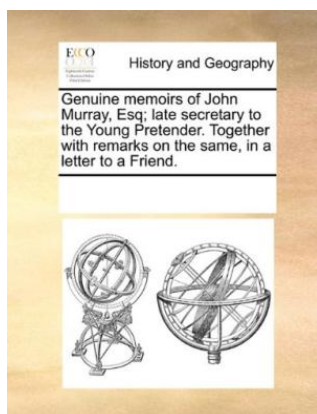 ECCO
History and Geography
Genuine memoirs of John
Murray, Esq; late secretary to
the Young Pretender. Together
with remarks on the same, in a
letter to a Friend.